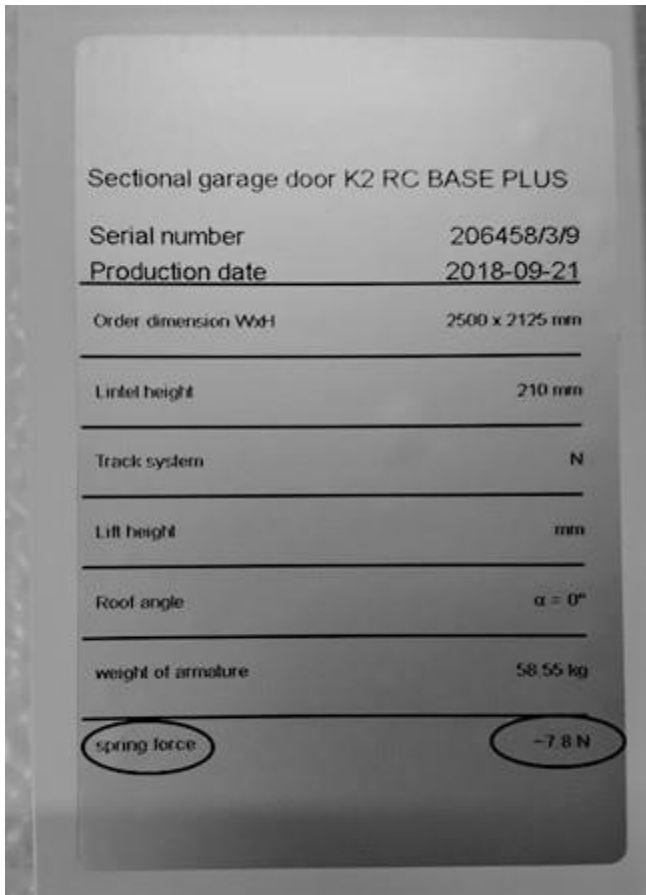 Sectional garage door K2 RC BASE PLUS
Serial number 206458/3/9
Production date 2018-09-21
Order dimension WxH 2500 x 2125 mm
Lintel height 210 mm
Track system N
Lift height mm
Roof angle α = 0°
weight of armature 58,55 kg
spring force ~7.8 N